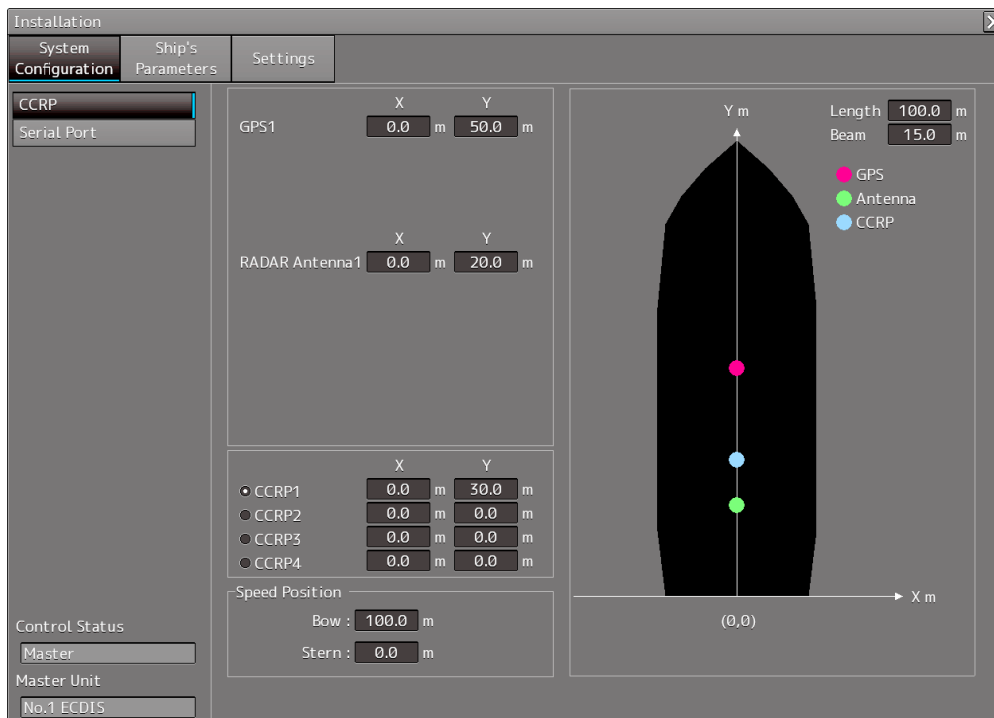 Installation
System Configuration
Ship's Parameters
Settings
CCRP
Serial Port
X Y
GPS1 0.0 m 50.0 m
X Y
RADAR Antenna1 0.0 m 20.0 m
X Y
CCRP1 0.0 m 30.0 m
CCRP2 0.0 m 0.0 m
CCRP3 0.0 m 0.0 m
CCRP4 0.0 m 0.0 m
Speed Position
Bow : 100.0 m
Stern : 0.0 m
Y m
Length 100.0 m
Beam 15.0 m
GPS
Antenna
CCRP
X m
(0,0)
Control Status
Master
Master Unit
No.1 ECDIS